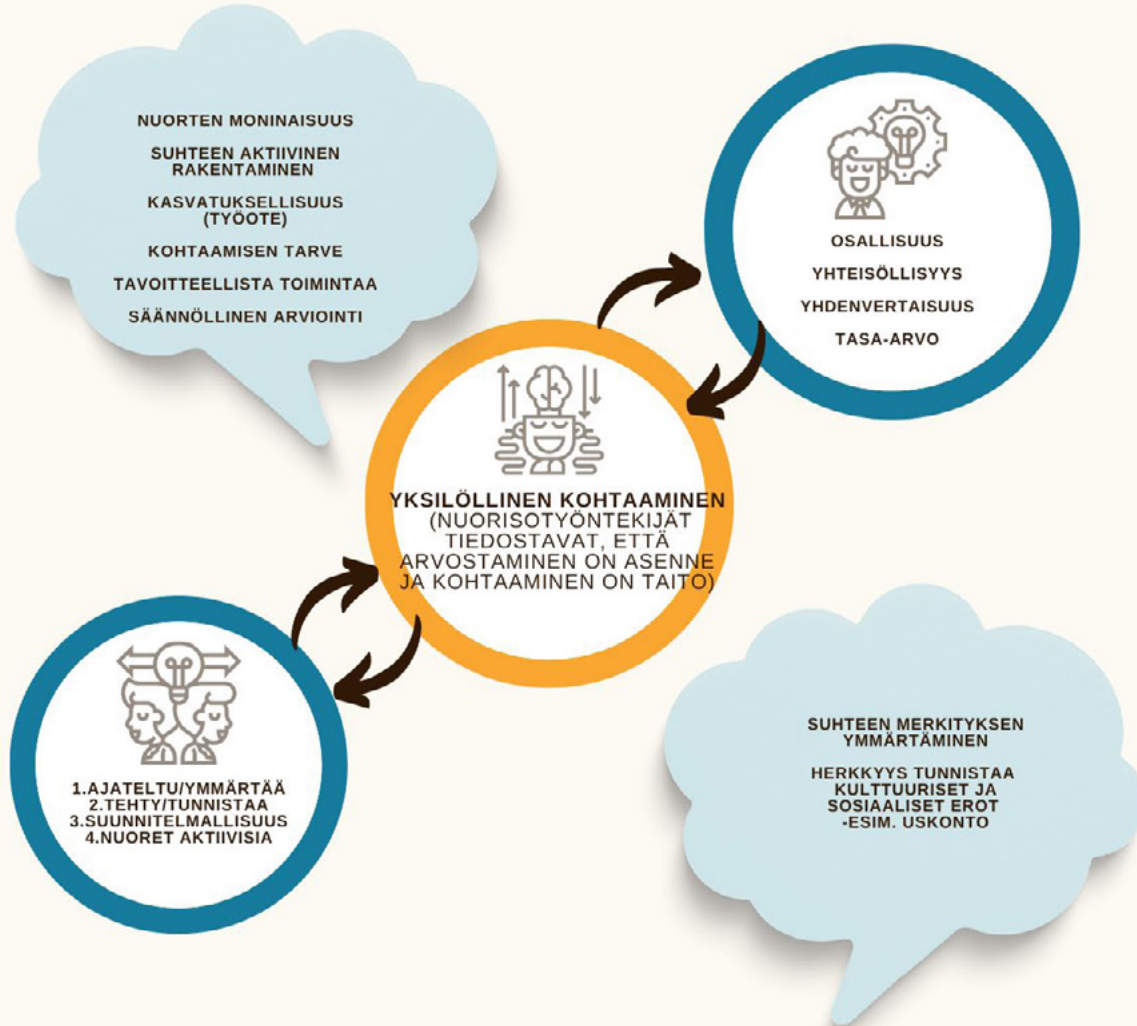 NUORTEN MONINAISUUS
SUHTEEN AKTIIVINEN
RAKENTAMINEN
KASVATUKSELLISUUS
(TYÖOTE)
KOHTAAMISEN TARVE
TAVOITTEELLISTA TOIMINTAA
SÄÄNNÖLLINEN ARVIOINTI
OSALLISUUS
YHTEISÖLLISYYS
YHDENVERTAISUUS
TASA-ARVO
YKSILÖLLINEN KOHTAAMINEN
(NUORISOTYÖNTEKIJÄT
TIEDOSTAVAT, ETTÄ
ARVOSTAMINEN ON ASENNE
JA KOHTAAMINEN ON TAITO)
1.AJATELTU/YMMÄRTÄÄ
2.TEHTY/TUNNISTAA
3.SUUNNITELMALLISUUS
4.NUORET AKTIIVISIA
SUHTEEN MERKITYKSEN
YMMÄRTÄMINEN
HERKKYYS TUNNISTAA
KULTTUURISET JA
SOSIAALISET EROT
-ESIM. USKONTO